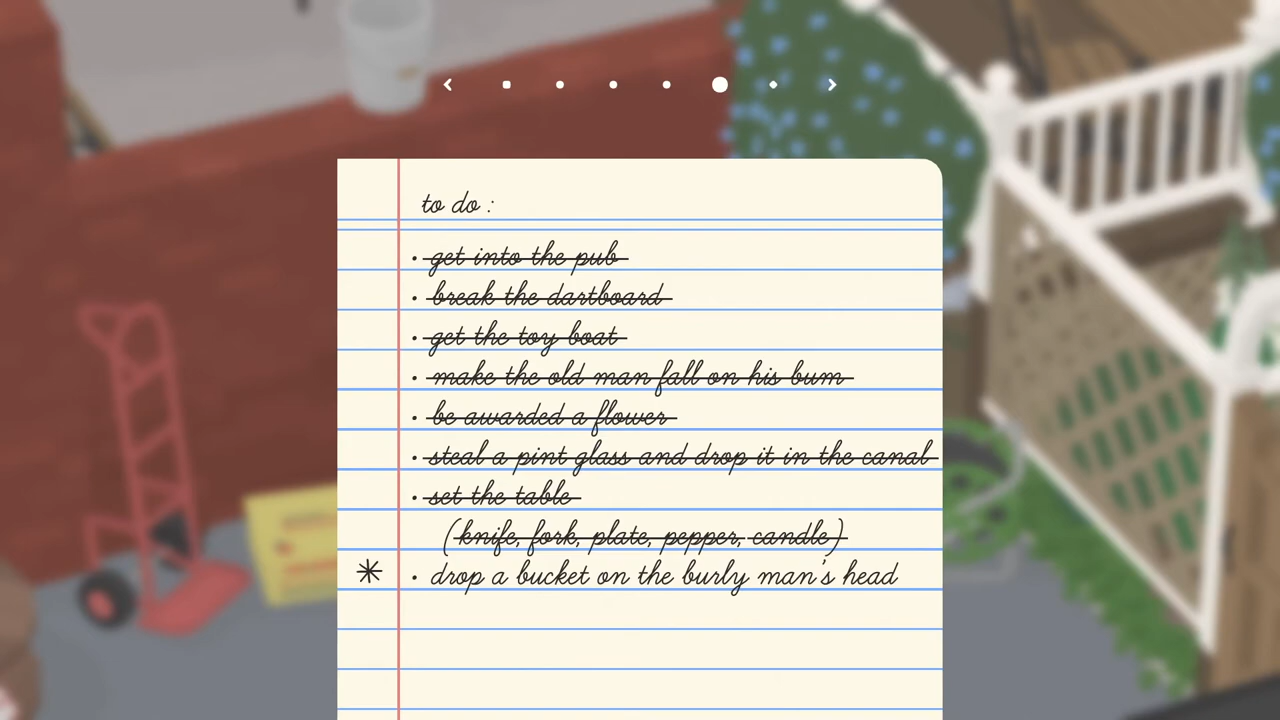 to do :
• get into the pub
• break the dartboard
• get the toy boat
• make the old man fall on his bum
• be awarded a flower
• steal a pint glass and drop it in the canal
• set the table
(knife, fork, plate, pepper, candle)
• drop a bucket on the burly man's head